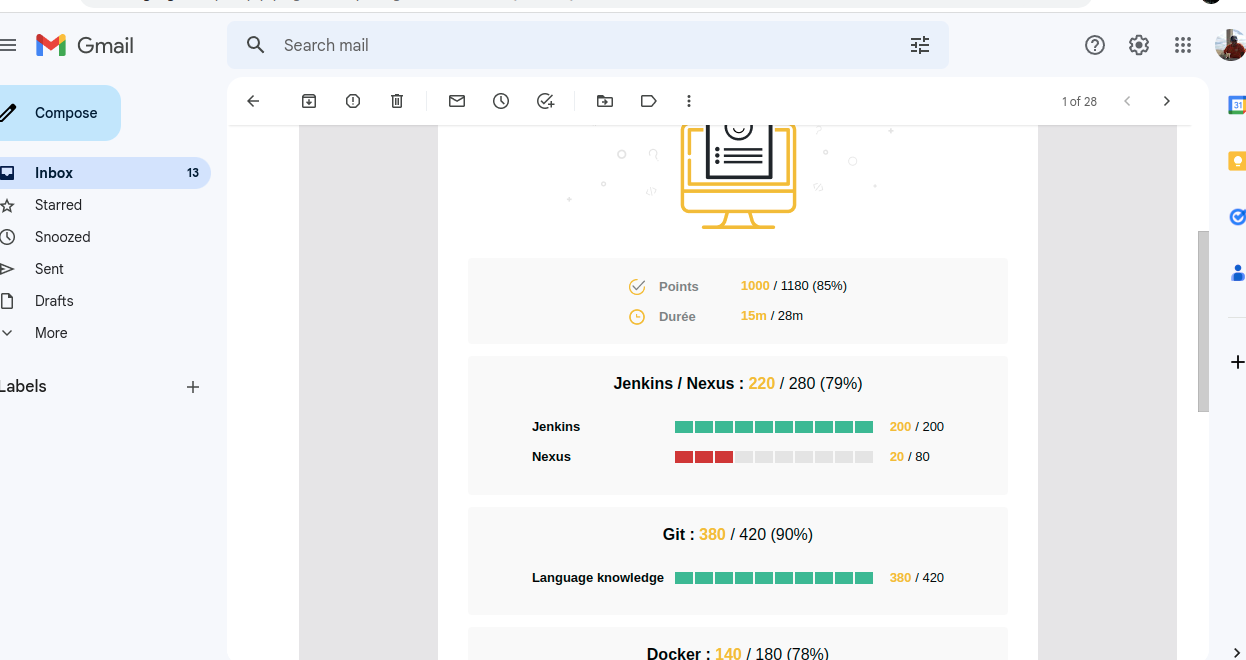 Gmail
Search mail
Compose
1 of 28
Inbox 13
Starred
Snoozed
Sent
Drafts
More
Labels
31
Points 1000 / 1180 (85%)
Durée 15m / 28m
Jenkins / Nexus : 220 / 280 (79%)
Jenkins 200 / 200
Nexus 20 / 80
Git : 380 / 420 (90%)
Language knowledge 380 / 420
Docker : 140 / 180 (78%)